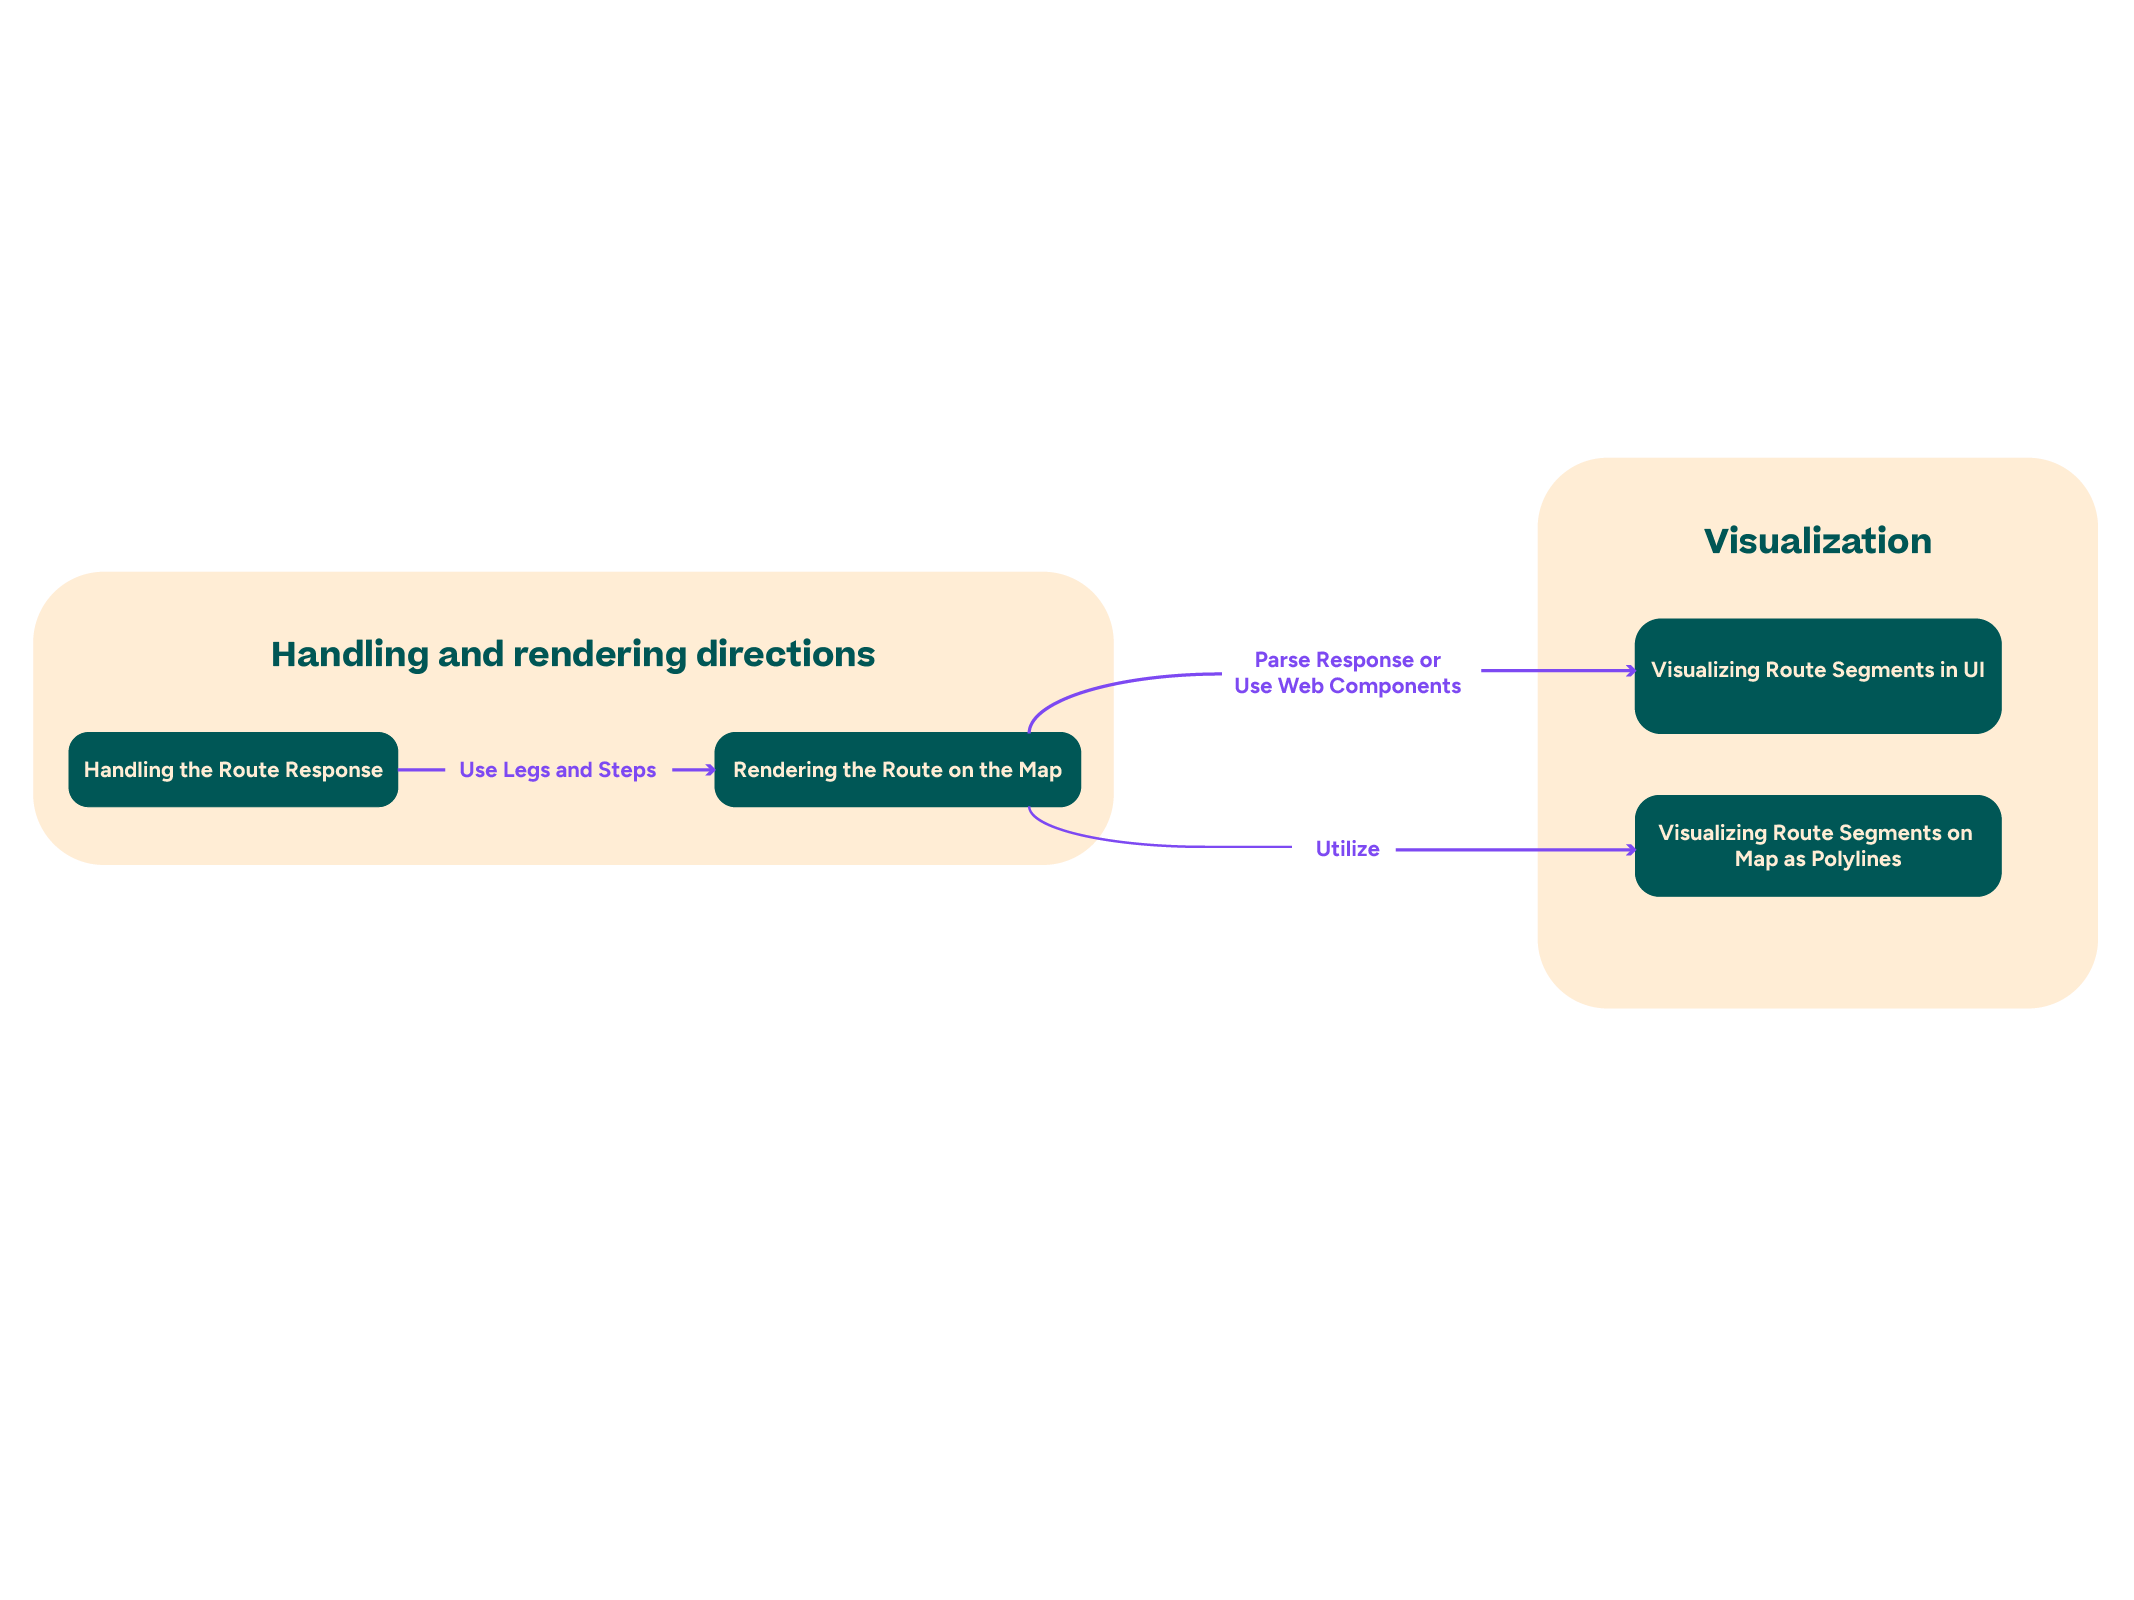 Handling and rendering directions
Handling the Route Response
Use Legs and Steps
Rendering the Route on the Map
Parse Response or
Use Web Components
Utilize
Visualization
Visualizing Route Segments in UI
Visualizing Route Segments on
Map as Polylines